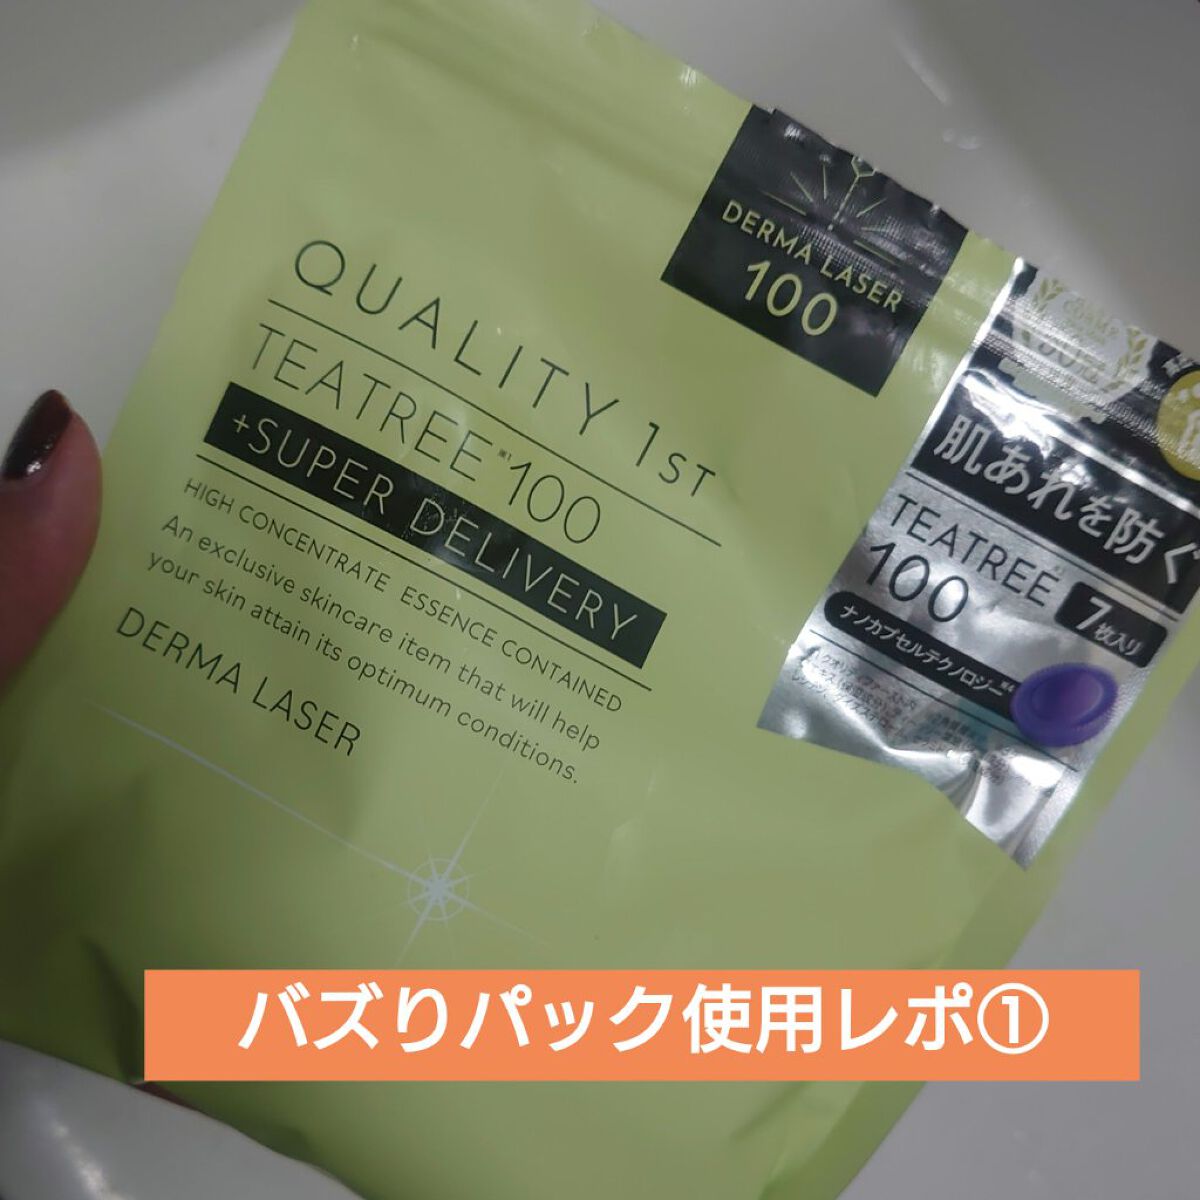 DERMA LASER
100
QUALITY 1ST
TEATREE※1 100
+SUPER DELIVERY
HIGH CONCENTRATE ESSENCE CONTAINED
An exclusive skincare item that will help
your skin attain its optimum conditions.
DERMA LASER
肌あれを防ぐ
TEATREE
100
7枚入り
ナノカプセルテクノロジー※4
バズりパック使用レポ①